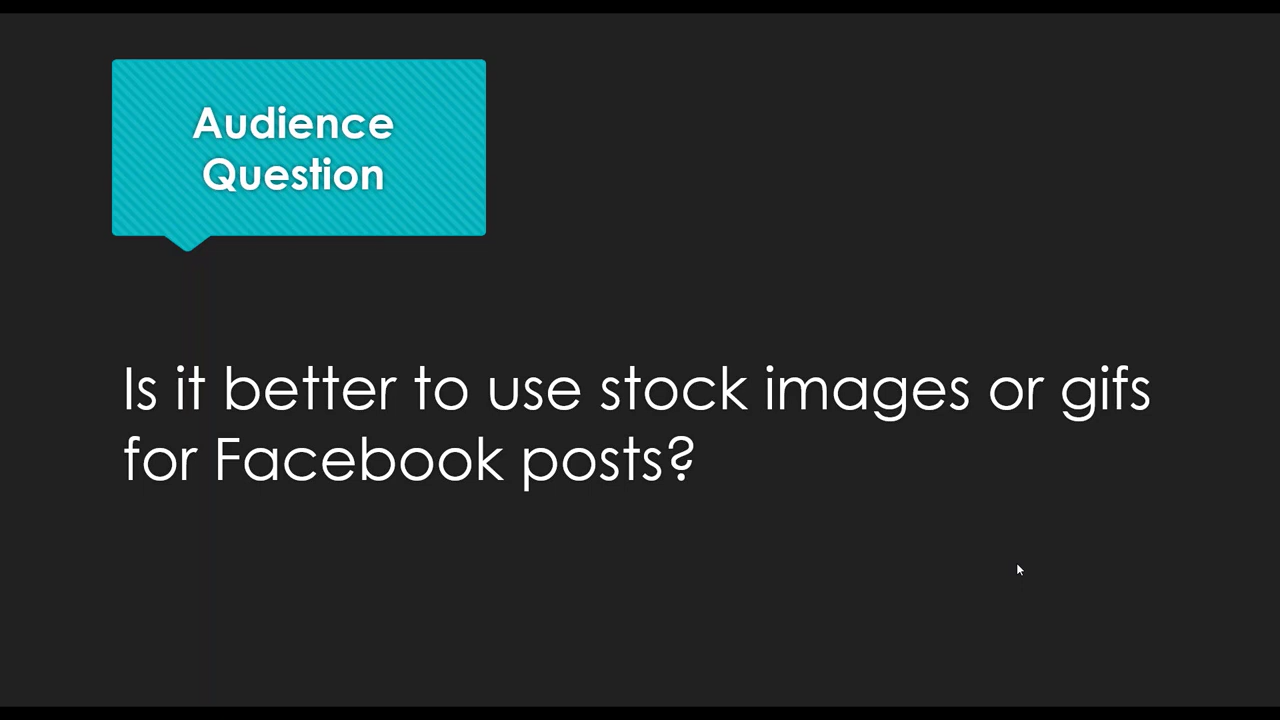 Audience
Question
Is it better to use stock images or gifs
for Facebook posts?